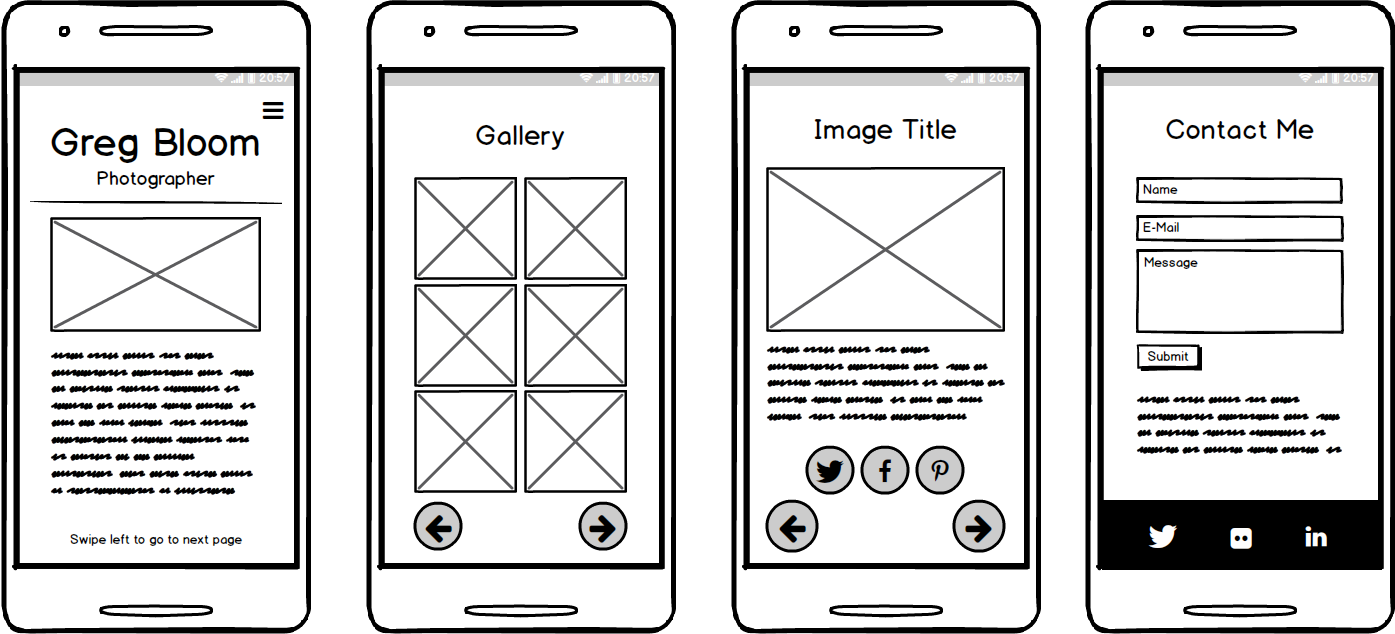 20:57
Greg Bloom
Photographer
Swipe left to go to next page
20:57
Gallery
20:57
Image Title
20:57
Contact Me
Name
E-Mail
Message
Submit